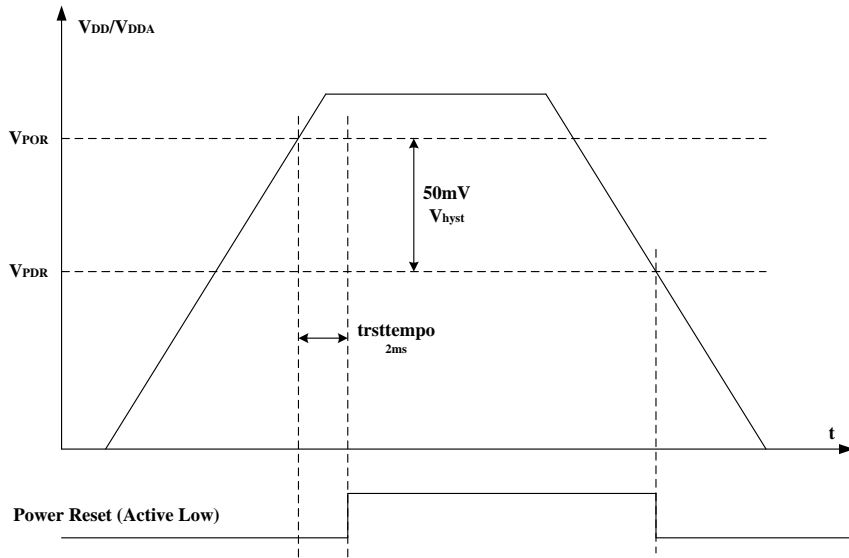 VDD/VDDA
VPOR
50mV
Vhyst
VPDR
trsttempo
2ms
t
Power Reset (Active Low)